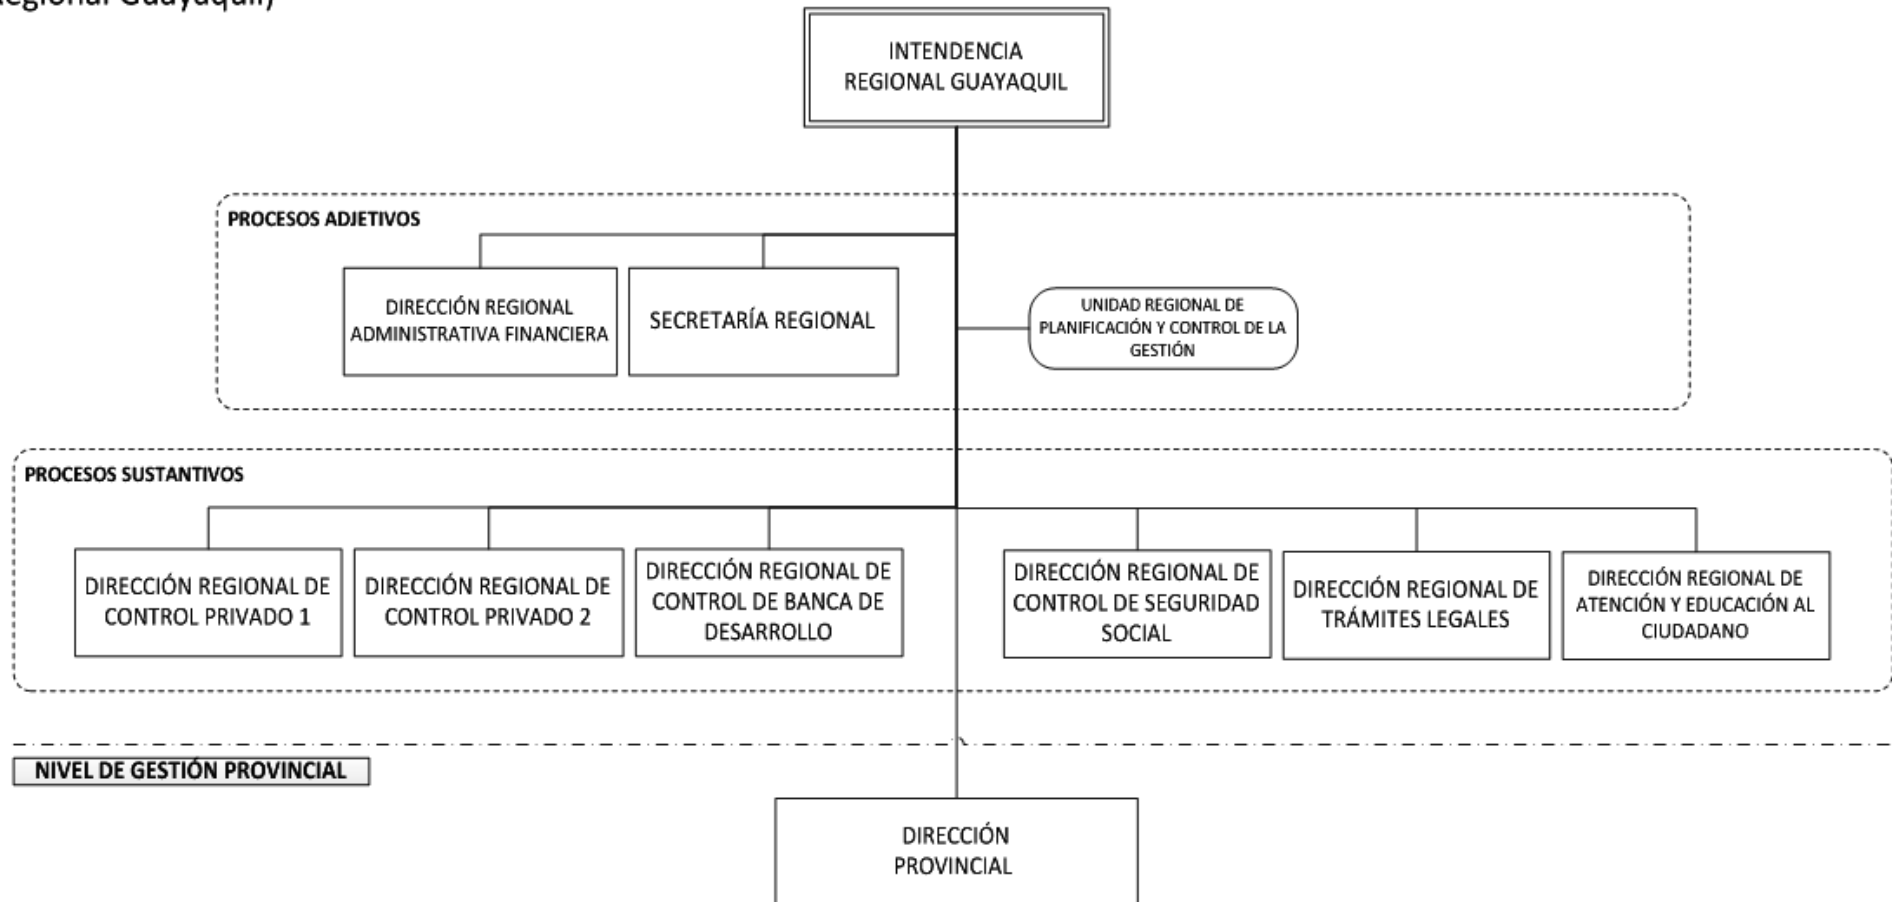 Regional Guayaquil)
INTENDENCIA
REGIONAL GUAYAQUIL
PROCESOS ADJETIVOS
DIRECCIÓN REGIONAL
ADMINISTRATIVA FINANCIERA
SECRETARÍA REGIONAL
UNIDAD REGIONAL DE
PLANIFICACIÓN Y CONTROL DE LA
GESTIÓN
PROCESOS SUSTANTIVOS
DIRECCIÓN REGIONAL DE
CONTROL PRIVADO 1
DIRECCIÓN REGIONAL DE
CONTROL PRIVADO 2
DIRECCIÓN REGIONAL DE
CONTROL DE BANCA DE
DESARROLLO
DIRECCIÓN REGIONAL DE
CONTROL DE SEGURIDAD
SOCIAL
DIRECCIÓN REGIONAL DE
TRÁMITES LEGALES
DIRECCIÓN REGIONAL DE
ATENCIÓN Y EDUCACIÓN AL
CIUDADANO
NIVEL DE GESTIÓN PROVINCIAL
DIRECCIÓN
PROVINCIAL